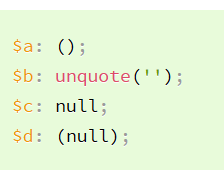 $a: ();
$b: unquote('');
$c: null;
$d: (null);